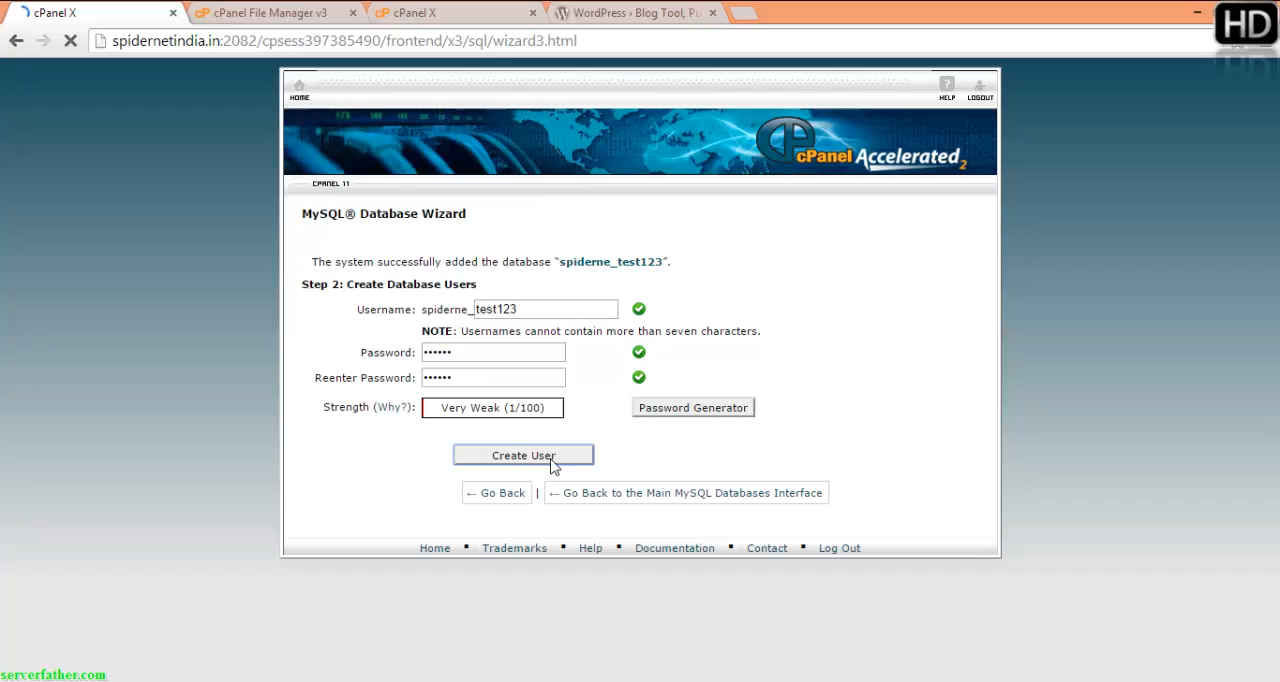 cPanel X
cPanel File Manager v3
cPanel X
WordPress › Blog Tool, Pu
HD
spidernetindia.in:2082/cpsess397385490/frontend/x3/sql/wizard3.html
HOME
HELP
LOGOUT
cPanel Accelerated2
CPANEL 11
MySQL® Database Wizard
The system successfully added the database “spiderne_test123”.
Step 2: Create Database Users
Username: spiderne_ test123
NOTE: Usernames cannot contain more than seven characters.
Password: ••••••
Reenter Password: ••••••
Strength (Why?): Very Weak (1/100) Password Generator
Create User
← Go Back | ← Go Back to the Main MySQL Databases Interface
Home ▪ Trademarks ▪ Help ▪ Documentation ▪ Contact ▪ Log Out
serverfather.com